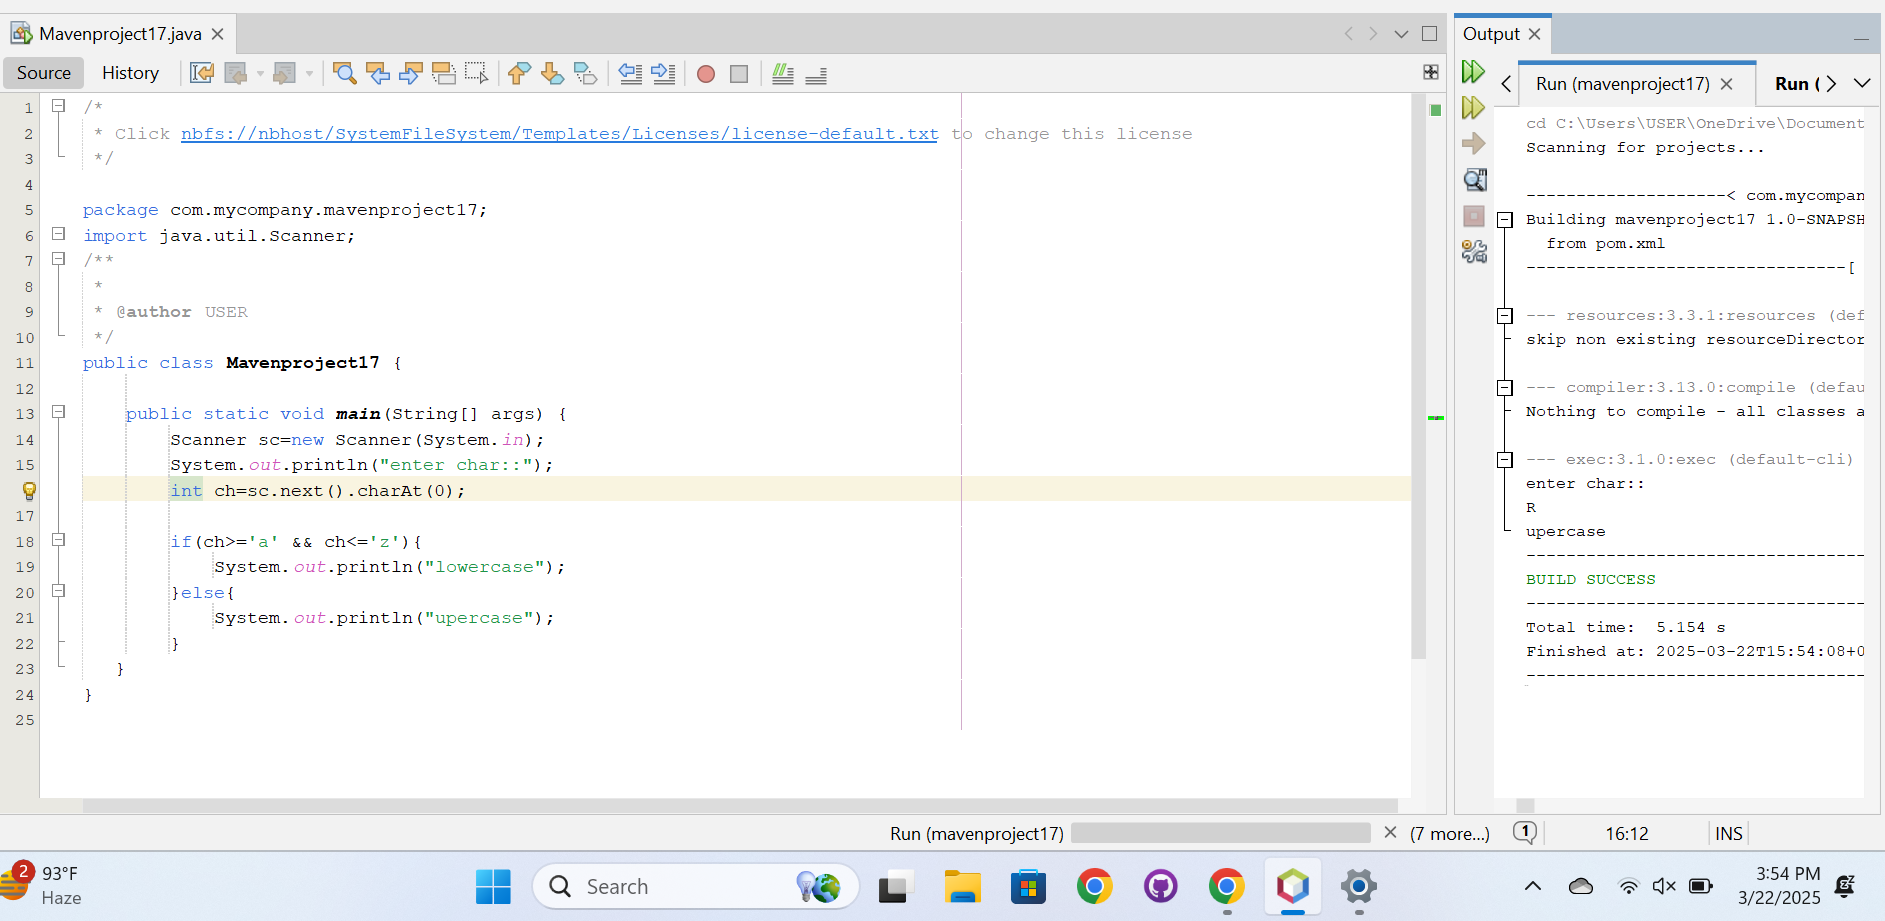 Mavenproject17.java
Source History
1 /*
2 * Click nbfs://nbhost/SystemFileSystem/Templates/Licenses/license-default.txt to change this license
3 */
4
5 package com.mycompany.mavenproject17;
6 import java.util.Scanner;
7 /**
8 *
9 * @author USER
10 */
11 public class Mavenproject17 {
12
13 public static void main(String[] args) {
14 Scanner sc=new Scanner(System.in);
15 System.out.println("enter char::");
int ch=sc.next().charAt(0);
17
18 if(ch>='a' && ch<='z'){
19 System.out.println("lowercase");
20 }else{
21 System.out.println("upercase");
22 }
23 }
24 }
25
Output
Run (mavenproject17) Run (
cd C:\Users\USER\OneDrive\Document
Scanning for projects...
--------------------< com.mycompan
Building mavenproject17 1.0-SNAPSH
from pom.xml
--------------------------------[
--- resources:3.3.1:resources (def
skip non existing resourceDirector
--- compiler:3.13.0:compile (defau
Nothing to compile - all classes a
--- exec:3.1.0:exec (default-cli)
enter char::
R
upercase
----------------------------------
BUILD SUCCESS
----------------------------------
Total time: 5.154 s
Finished at: 2025-03-22T15:54:08+0
----------------------------------
Run (mavenproject17) (7 more...) 1 16:12 INS
2 93°F
Haze
Search
3:54 PM
3/22/2025